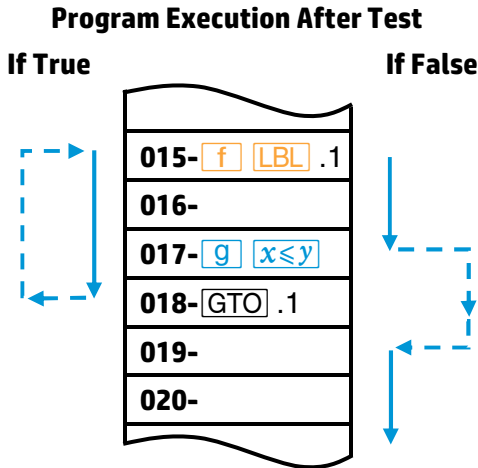 Program Execution After Test
If True
If False
015- f LBL .1
016-
017- g x≤y
018- GTO .1
019-
020-